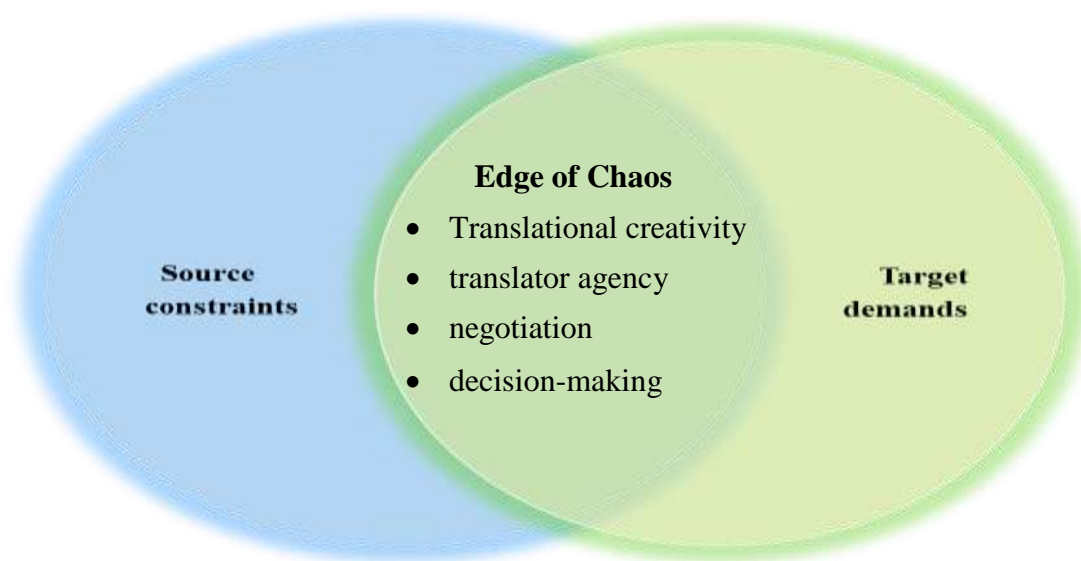 Edge of Chaos
• Translational creativity
• translator agency
• negotiation
• decision-making
Source
constraints
Target
demands